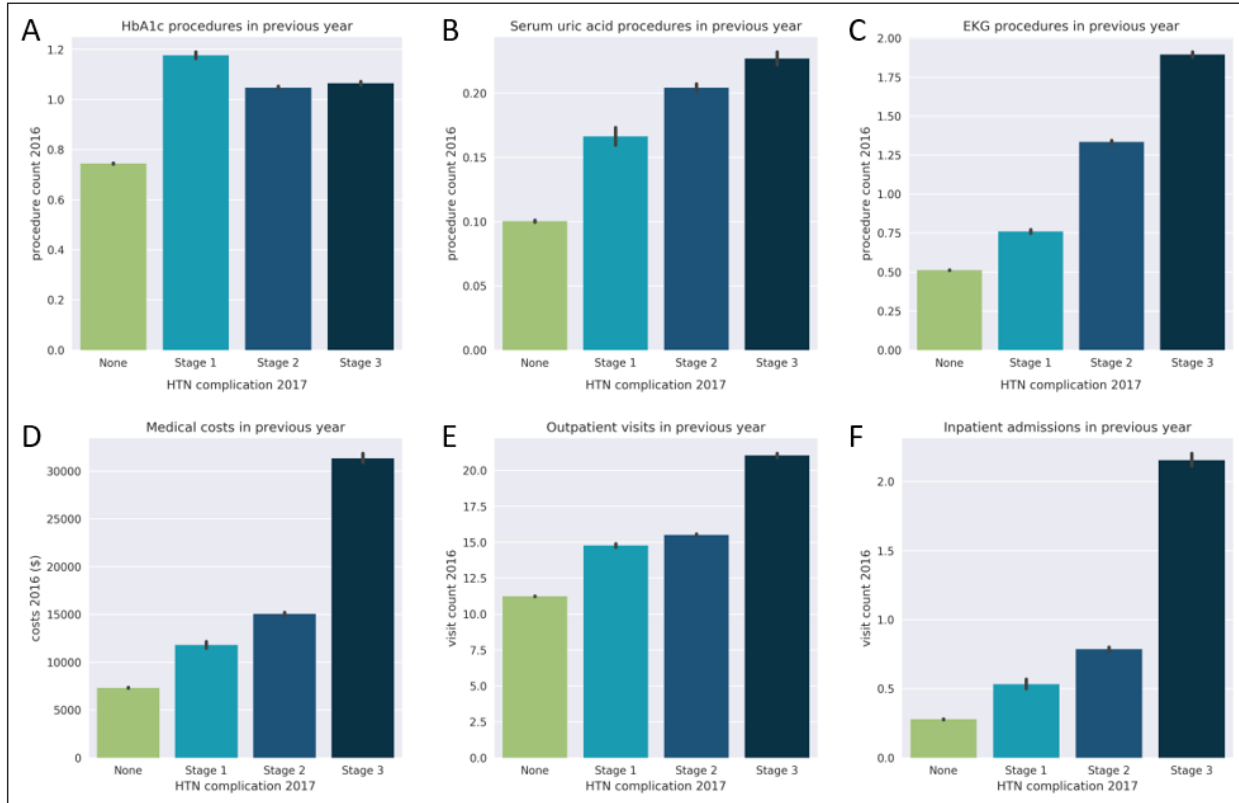 A
HbA1c procedures in previous year
1.2
1.0
0.8
0.6
0.4
0.2
0.0
procedure count 2016
None Stage 1 Stage 2 Stage 3
HTN complication 2017
B
Serum uric acid procedures in previous year
0.20
0.15
0.10
0.05
0.00
procedure count 2016
None Stage 1 Stage 2 Stage 3
HTN complication 2017
C
EKG procedures in previous year
2.00
1.75
1.50
1.25
1.00
0.75
0.50
0.25
0.00
procedure count 2016
None Stage 1 Stage 2 Stage 3
HTN complication 2017
D
Medical costs in previous year
30000
25000
20000
15000
10000
5000
0
costs 2016 ($)
None Stage 1 Stage 2 Stage 3
HTN complication 2017
E
Outpatient visits in previous year
20.0
17.5
15.0
12.5
10.0
7.5
5.0
2.5
0.0
visit count 2016
None Stage 1 Stage 2 Stage 3
HTN complication 2017
F
Inpatient admissions in previous year
2.0
1.5
1.0
0.5
0.0
visit count 2016
None Stage 1 Stage 2 Stage 3
HTN complication 2017